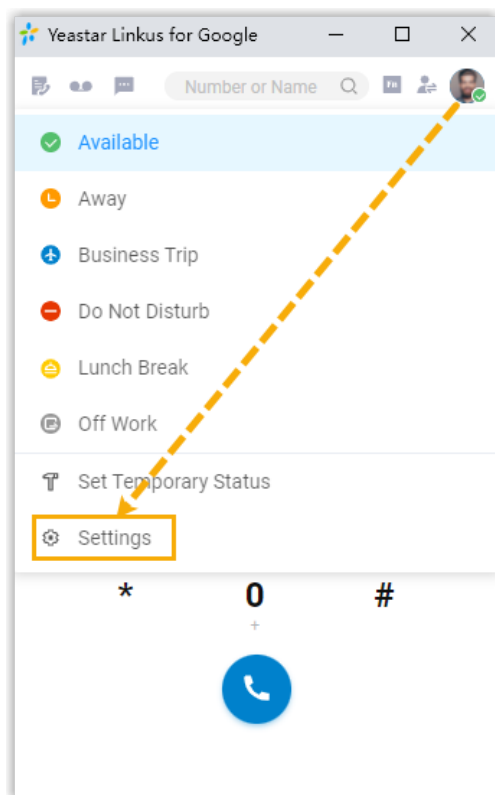 Yeastar Linkus for Google
Number or Name
Available
Away
Business Trip
Do Not Disturb
Lunch Break
Off Work
Set Temporary Status
Settings
* 0 #
+